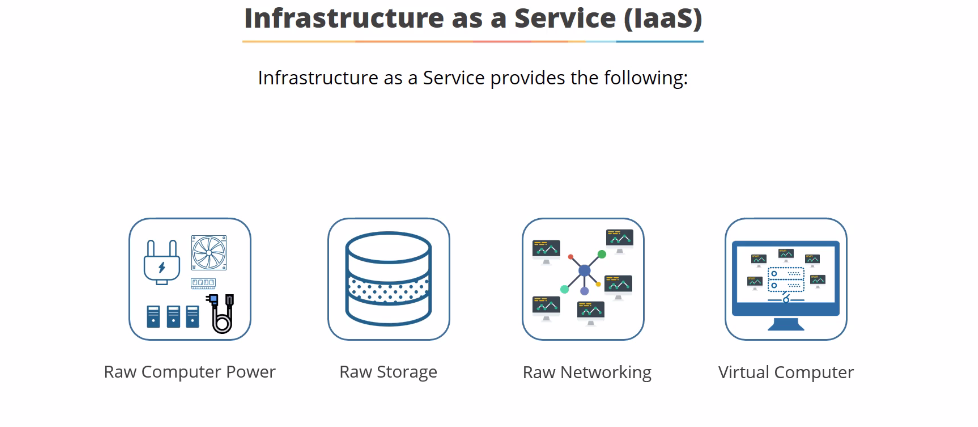 Infrastructure as a Service (IaaS)
Infrastructure as a Service provides the following:
Raw Computer Power
Raw Storage
Raw Networking
Virtual Computer